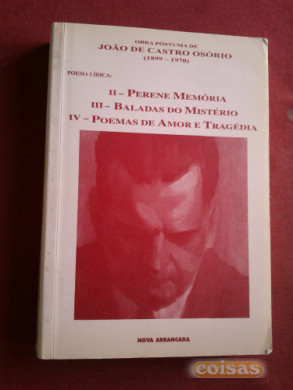 OBRA PÓSTUMA DE
JOÃO DE CASTRO OSÓRIO
(1899 – 1970)
POESIA LÍRICA:
II – PERENE MEMÓRIA
III – BALADAS DO MISTÉRIO
IV – POEMAS DE AMOR E TRAGÉDIA
NOVA ARRANCADA
coisas